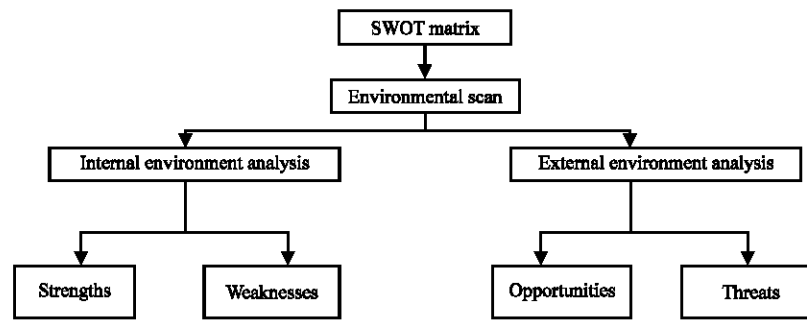 SWOT matrix
Environmental scan
Internal environment analysis
External environment analysis
Strengths
Weaknesses
Opportunities
Threats